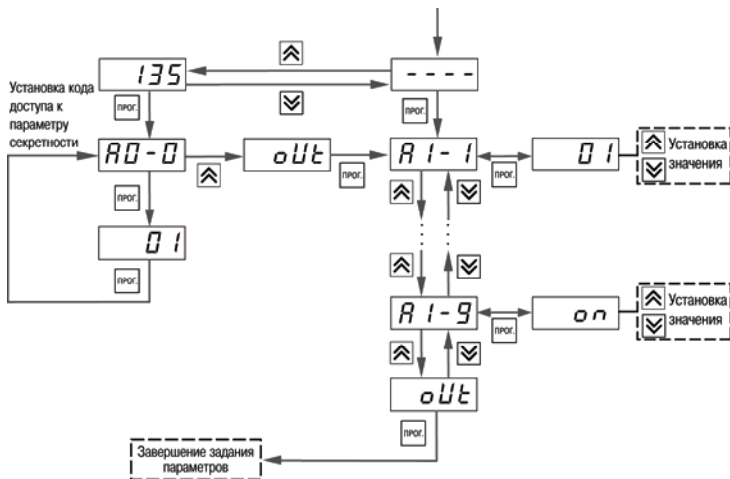 135
- - - -
Установка кода
доступа к
параметру
секретности
ПРОГ.
ПРОГ.
A0-0
oUt
ПРОГ.
A1-1
ПРОГ.
01
Установка
значения
ПРОГ.
01
ПРОГ.
A1-9
ПРОГ.
on
Установка
значения
oUt
ПРОГ.
Завершение задания
параметров